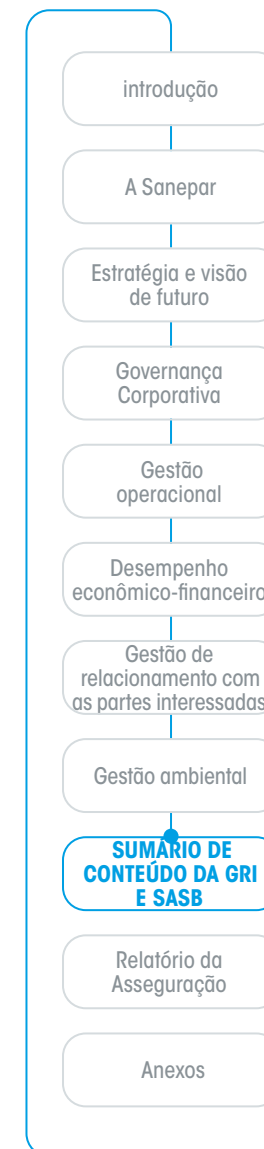 introdução
A Sanepar
Estratégia e visão
de futuro
Governança
Corporativa
Gestão
operacional
Desempenho
econômico-financeiro
Gestão de
relacionamento com
as partes interessadas
Gestão ambiental
SUMÁRIO DE
CONTEÚDO DA GRI
E SASB
Relatório da
Asseguração
Anexos